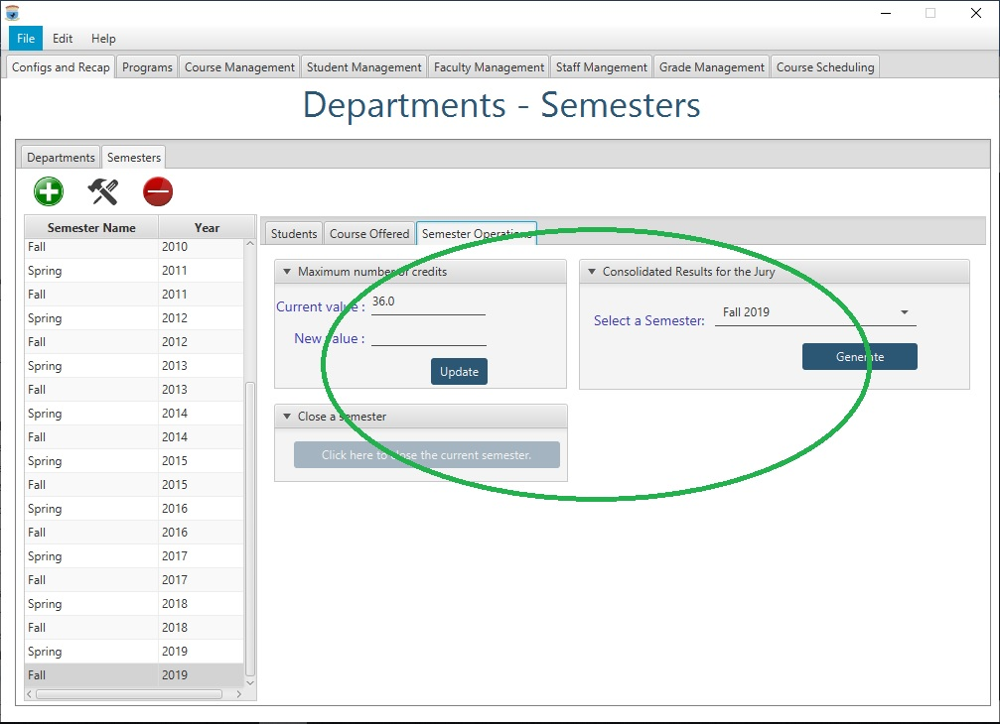 File Edit Help
Configs and Recap Programs Course Management Student Management Faculty Management Staff Mangement Grade Management Course Scheduling
Departments - Semesters
Departments Semesters
Semester Name Year
Fall 2010
Spring 2011
Fall 2011
Spring 2012
Fall 2012
Spring 2013
Fall 2013
Spring 2014
Fall 2014
Spring 2015
Fall 2015
Spring 2016
Fall 2016
Spring 2017
Fall 2017
Spring 2018
Fall 2018
Spring 2019
Fall 2019
Students Course Offered Semester Operations
Maximum number of credits
Current value : 36.0
New value :
Update
Close a semester
Click here to close the current semester.
Consolidated Results for the Jury
Select a Semester: Fall 2019
Generate